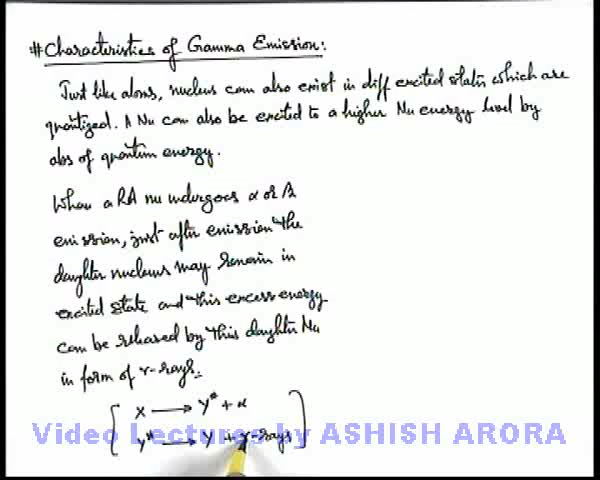 # Characteristics of Gamma Emission:
Just like atoms, nucleus can also exist in diff excited states which are
quantized. A Nu can also be excited to a higher Nu energy level by
abs of quantum energy.
When a RA nu undergoes α or β
emission, just after emission the
daughter nucleus may remain in
excited state and this excess energy
can be released by this daughter Nu
in form of γ-rays.
X → Y* + α
Y* → Y + γ-rays
Video Lectures by ASHISH ARORA